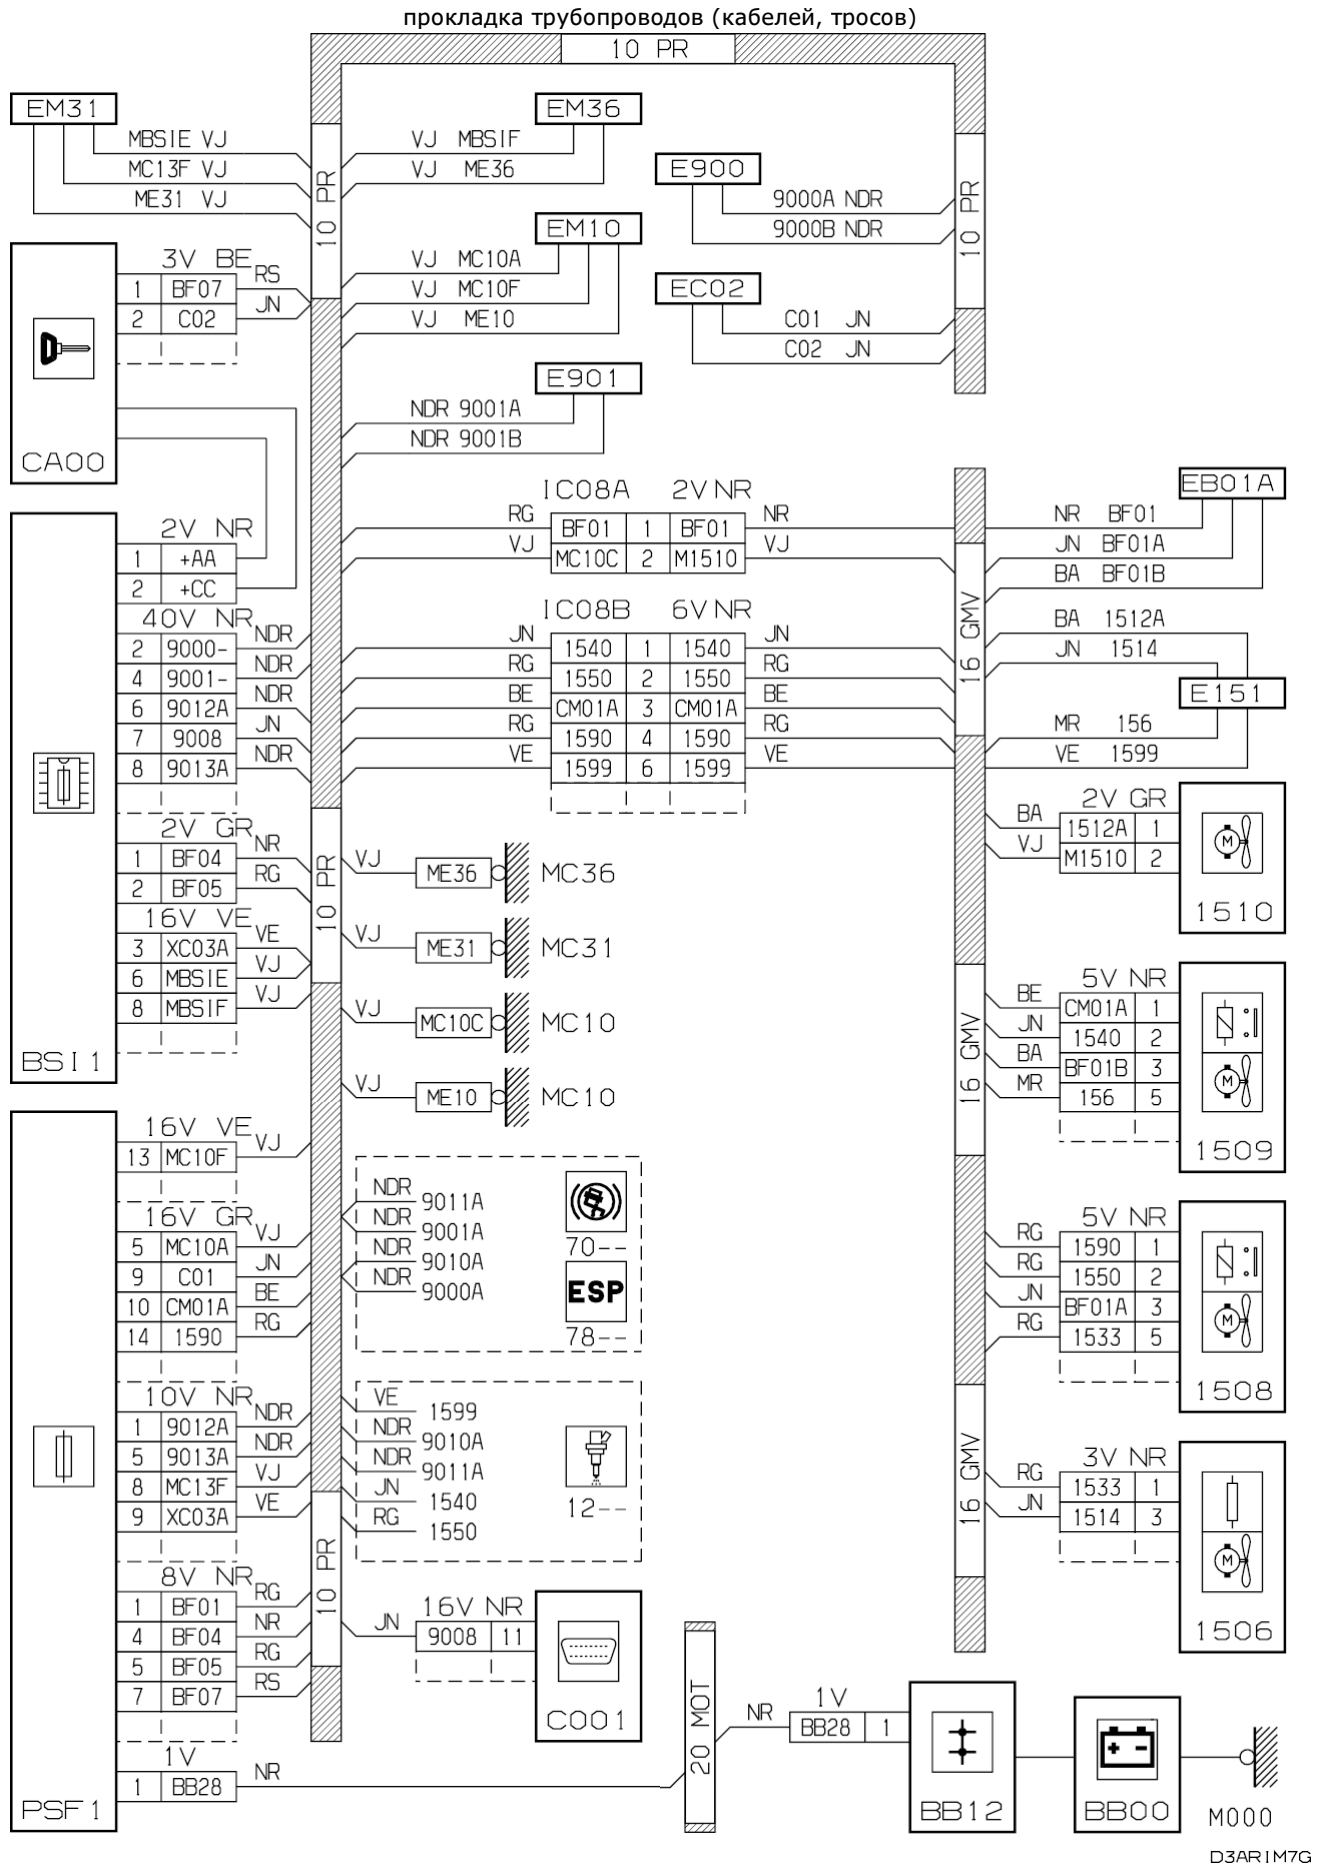 прокладка трубопроводов (кабелей, тросов)
10 PR
EM31
MBSIE VJ
MC13F VJ
ME31 VJ
10 PR
EM36
VJ MBSIF
VJ ME36
E900
9000A NDR
9000B NDR
10 PR
EM10
VJ MC10A
VJ MC10F
VJ ME10
EC02
C01 JN
C02 JN
3V BE
1 BF07 RS
2 C02 JN
CA00
E901
NDR 9001A
NDR 9001B
2V NR
1 +AA
2 +CC
40V NR
2 9000- NDR
4 9001- NDR
6 9012A NDR
7 9008 JN
8 9013A NDR
2V GR
1 BF04 NR
2 BF05 RG
16V VE
3 XC03A VE
6 MBSIE VJ
8 MBSIF VJ
BSI1
10 PR
IC08A 2V NR
RG BF01 1 BF01 NR
VJ MC10C 2 M1510 VJ
IC08B 6V NR
JN 1540 1 1540 JN
RG 1550 2 1550 RG
BE CM01A 3 CM01A BE
RG 1590 4 1590 RG
VE 1599 6 1599 VE
16 GMV
EB01A
NR BF01
JN BF01A
BA BF01B
BA 1512A
JN 1514
E151
MR 156
VE 1599
2V GR
BA 1512A 1
VJ M1510 2
M
1510
VJ ME36 MC36
VJ ME31 MC31
VJ MC10C MC10
VJ ME10 MC10
16 GMV
5V NR
BE CM01A 1
JN 1540 2
BA BF01B 3
MR 156 5
M
1509
16V VE
13 MC10F VJ
16V GR
5 MC10A VJ
9 C01 JN
10 CM01A BE
14 1590 RG
10V NR
1 9012A NDR
5 9013A NDR
8 MC13F VJ
9 XC03A VE
8V NR
1 BF01 RG
4 BF04 NR
5 BF05 RG
7 BF07 RS
1V
1 BB28 NR
PSF1
10 PR
NDR 9011A
NDR 9001A
NDR 9010A
NDR 9000A
70--
ESP
78--
VE 1599
NDR 9010A
NDR 9011A
JN 1540
RG 1550
12--
5V NR
RG 1590 1
RG 1550 2
JN BF01A 3
RG 1533 5
M
1508
16 GMV
3V NR
RG 1533 1
JN 1514 3
M
1506
16V NR
JN 9008 11
C001
20 MOT
1V
NR BB28 1
BB12
+ -
BB00
M000
D3AR1M7G